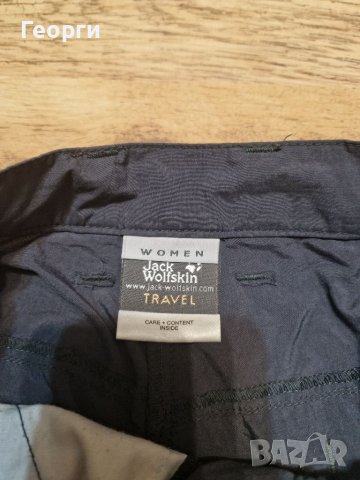 Георги
WOMEN
Jack
Wolfskin
www.jack-wolfskin.com
TRAVEL
CARE + CONTENT
INSIDE
BAZAR